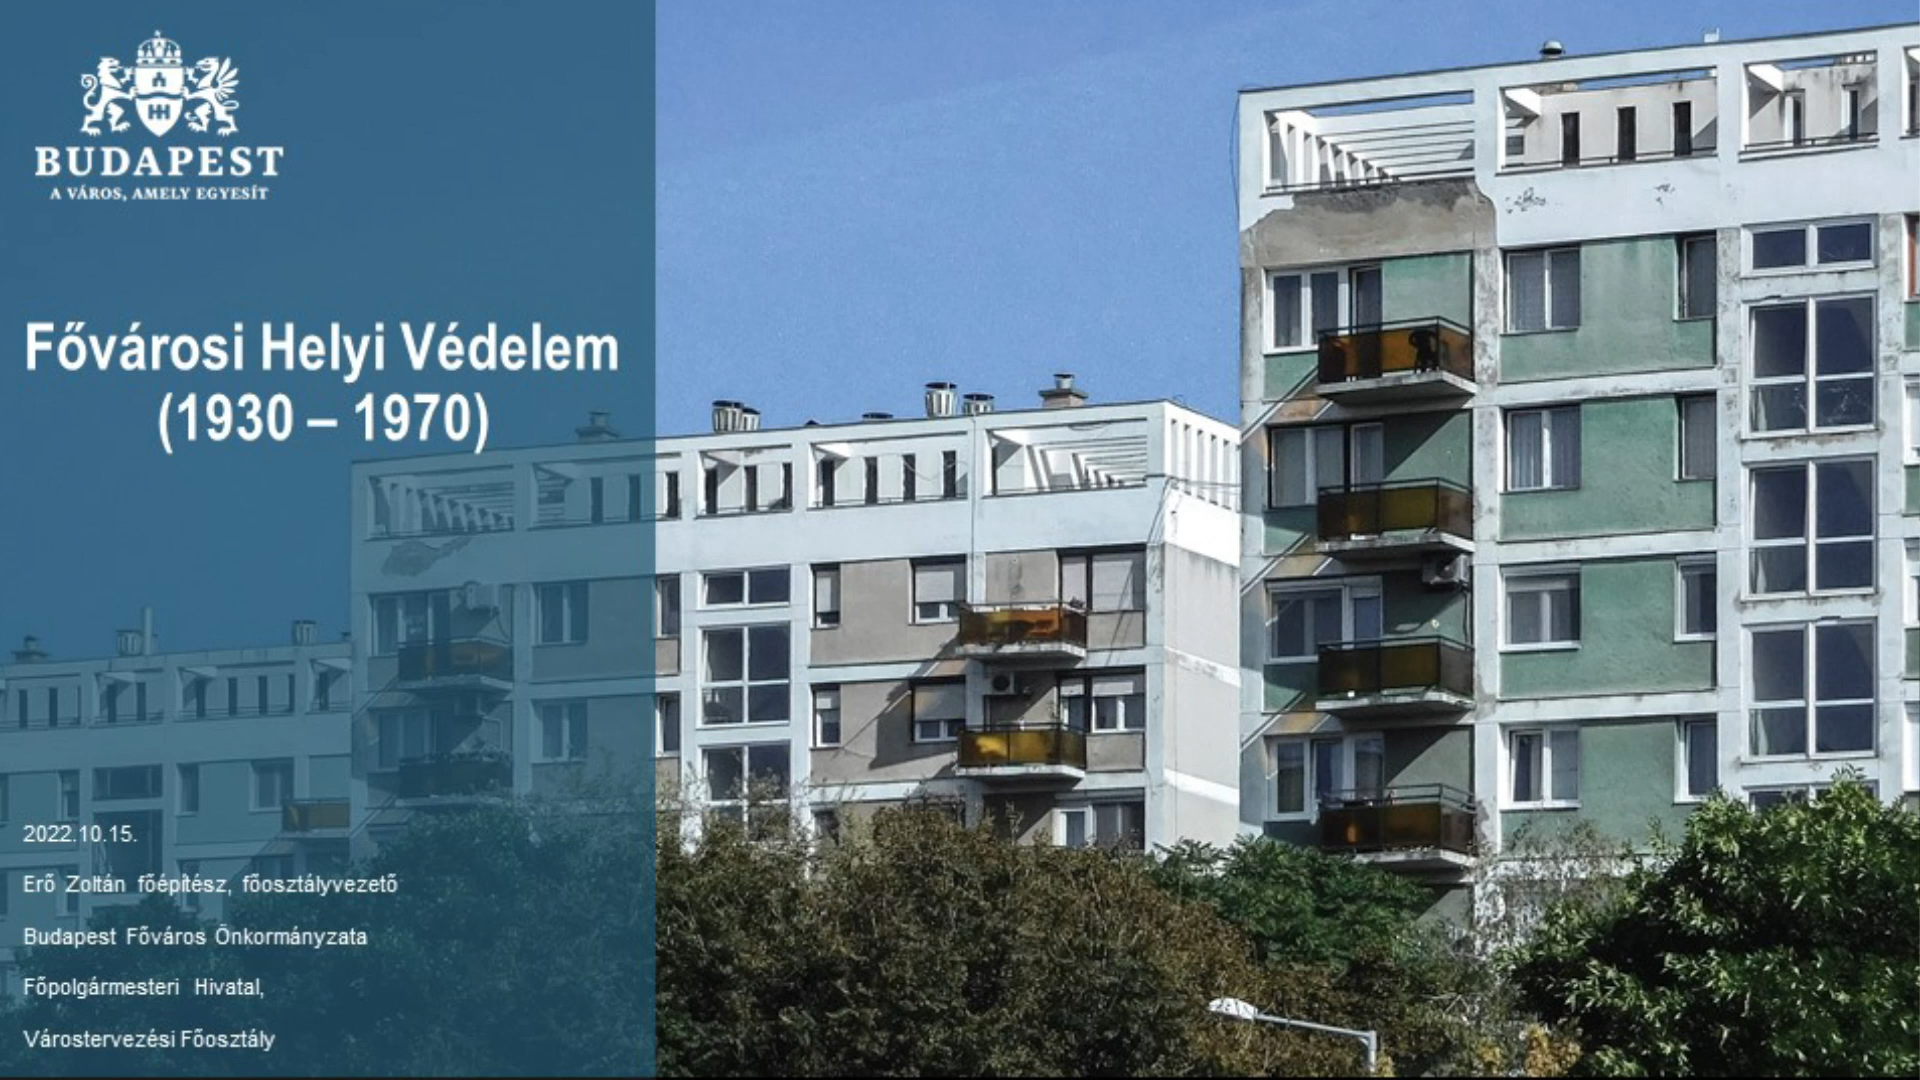 BUDAPEST
A VÁROS, AMELY EGYESÍT
Fővárosi Helyi Védelem
(1930 – 1970)
2022.10.15.
Erő Zoltán főépítész, főosztályvezető
Budapest Főváros Önkormányzata
Főpolgármesteri Hivatal,
Várostervezési Főosztály